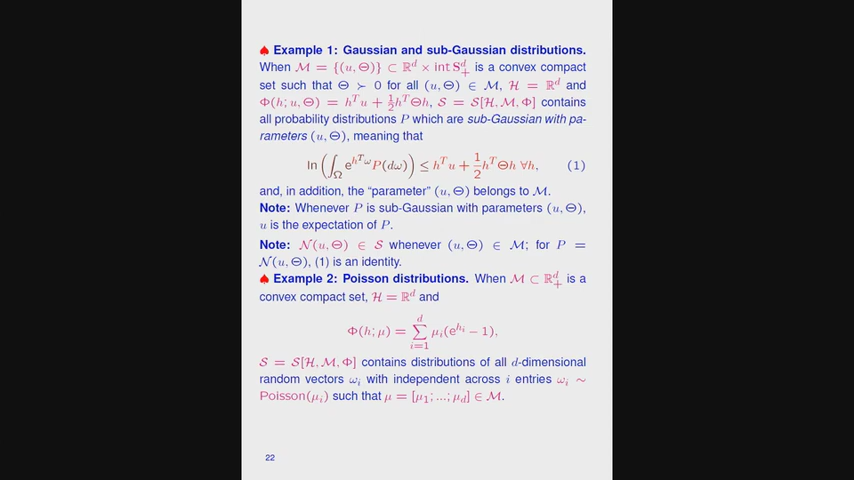 ♠ Example 1: Gaussian and sub-Gaussian distributions.
When ℳ = {(u, Θ)} ⊂ ℝ^d × int S^d_+ is a convex compact
set such that Θ ≻ 0 for all (u, Θ) ∈ ℳ, ℋ = ℝ^d and
Φ(h; u, Θ) = h^T u + ½h^T Θh, 𝒮 = 𝒮[ℋ, ℳ, Φ] contains
all probability distributions P which are sub-Gaussian with pa-
rameters (u, Θ), meaning that
ln (∫_Ω e^{h^T ω} P(dω)) ≤ h^T u + 1/2 h^T Θh ∀h, (1)
and, in addition, the “parameter” (u, Θ) belongs to ℳ.
Note: Whenever P is sub-Gaussian with parameters (u, Θ),
u is the expectation of P.
Note: 𝒩(u, Θ) ∈ 𝒮 whenever (u, Θ) ∈ ℳ; for P =
𝒩(u, Θ), (1) is an identity.
♠ Example 2: Poisson distributions. When ℳ ⊂ ℝ^d_+ is a
convex compact set, ℋ = ℝ^d and
Φ(h; μ) = ∑_{i=1}^d μ_i(e^{h_i} − 1),
𝒮 = 𝒮[ℋ, ℳ, Φ] contains distributions of all d-dimensional
random vectors ω_i with independent across i entries ω_i ∼
Poisson(μ_i) such that μ = [μ_1; ...; μ_d] ∈ ℳ.
22